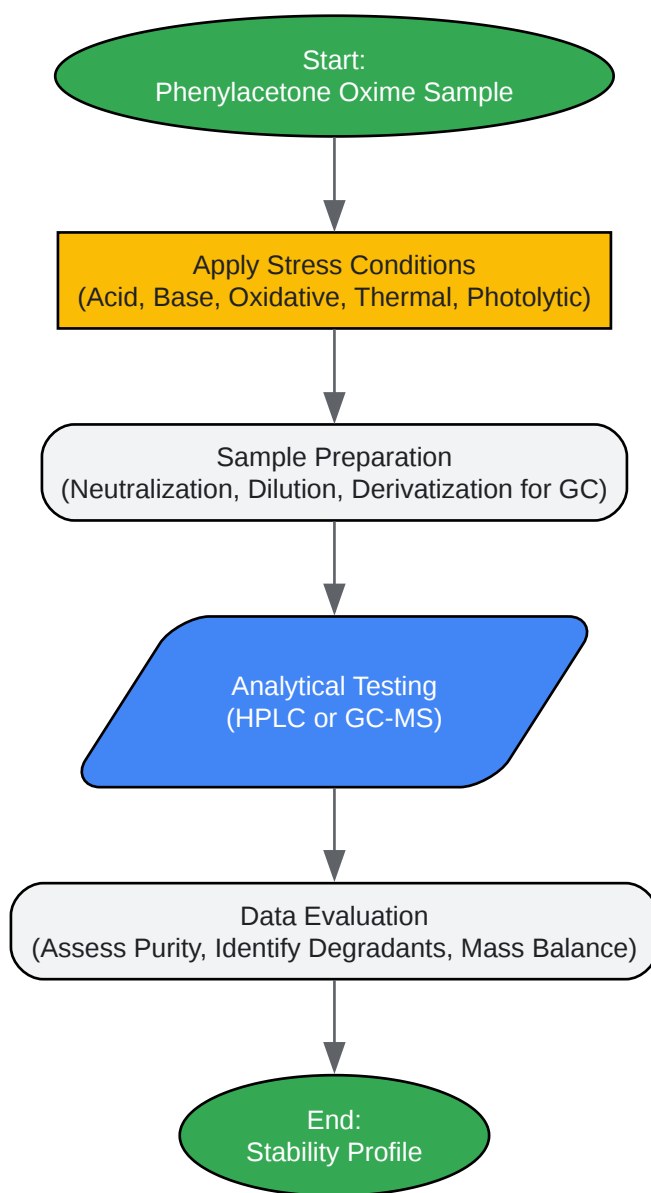 Start:
Phenylacetone Oxime Sample
Apply Stress Conditions
(Acid, Base, Oxidative, Thermal, Photolytic)
Sample Preparation
(Neutralization, Dilution, Derivatization for GC)
Analytical Testing
(HPLC or GC-MS)
Data Evaluation
(Assess Purity, Identify Degradants, Mass Balance)
End:
Stability Profile